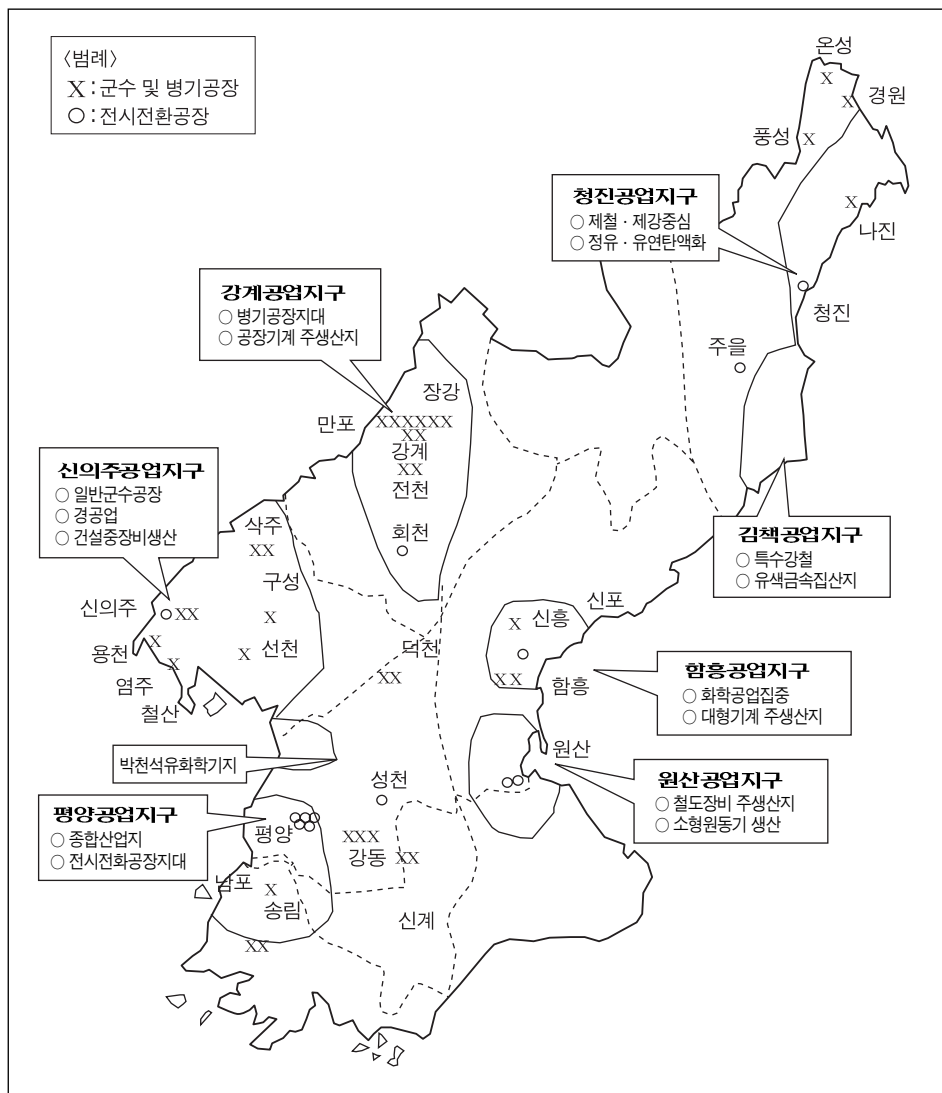 〈범례〉
X : 군수 및 병기공장
○ : 전시전환공장
온성
경원
풍성
나진
청진공업지구
○ 제철 · 제강중심
○ 정유 · 유연탄액화
청진
주을
강계공업지구
○ 병기공장지대
○ 공장기계 주생산지
장강
만포
XXXXXX
XX
강계
XX
전천
회천
신의주공업지구
○ 일반군수공장
○ 경공업
○ 건설중장비생산
삭주
XX
구성
X
신의주
XX
선천
X
용천
X
X
염주
철산
김책공업지구
○ 특수강철
○ 유색금속집산지
신포
신흥
X
X X
함흥
덕천
XX
함흥공업지구
○ 화학공업집중
○ 대형기계 주생산지
박천석유화학기지
원산
원산공업지구
○ 철도장비 주생산지
○ 소형원동기 생산
성천
평양공업지구
○ 종합산업지
○ 전시전화공장지대
평양
XXX
강동
XX
남포
X
송림
XX
신계
X
X
X
X